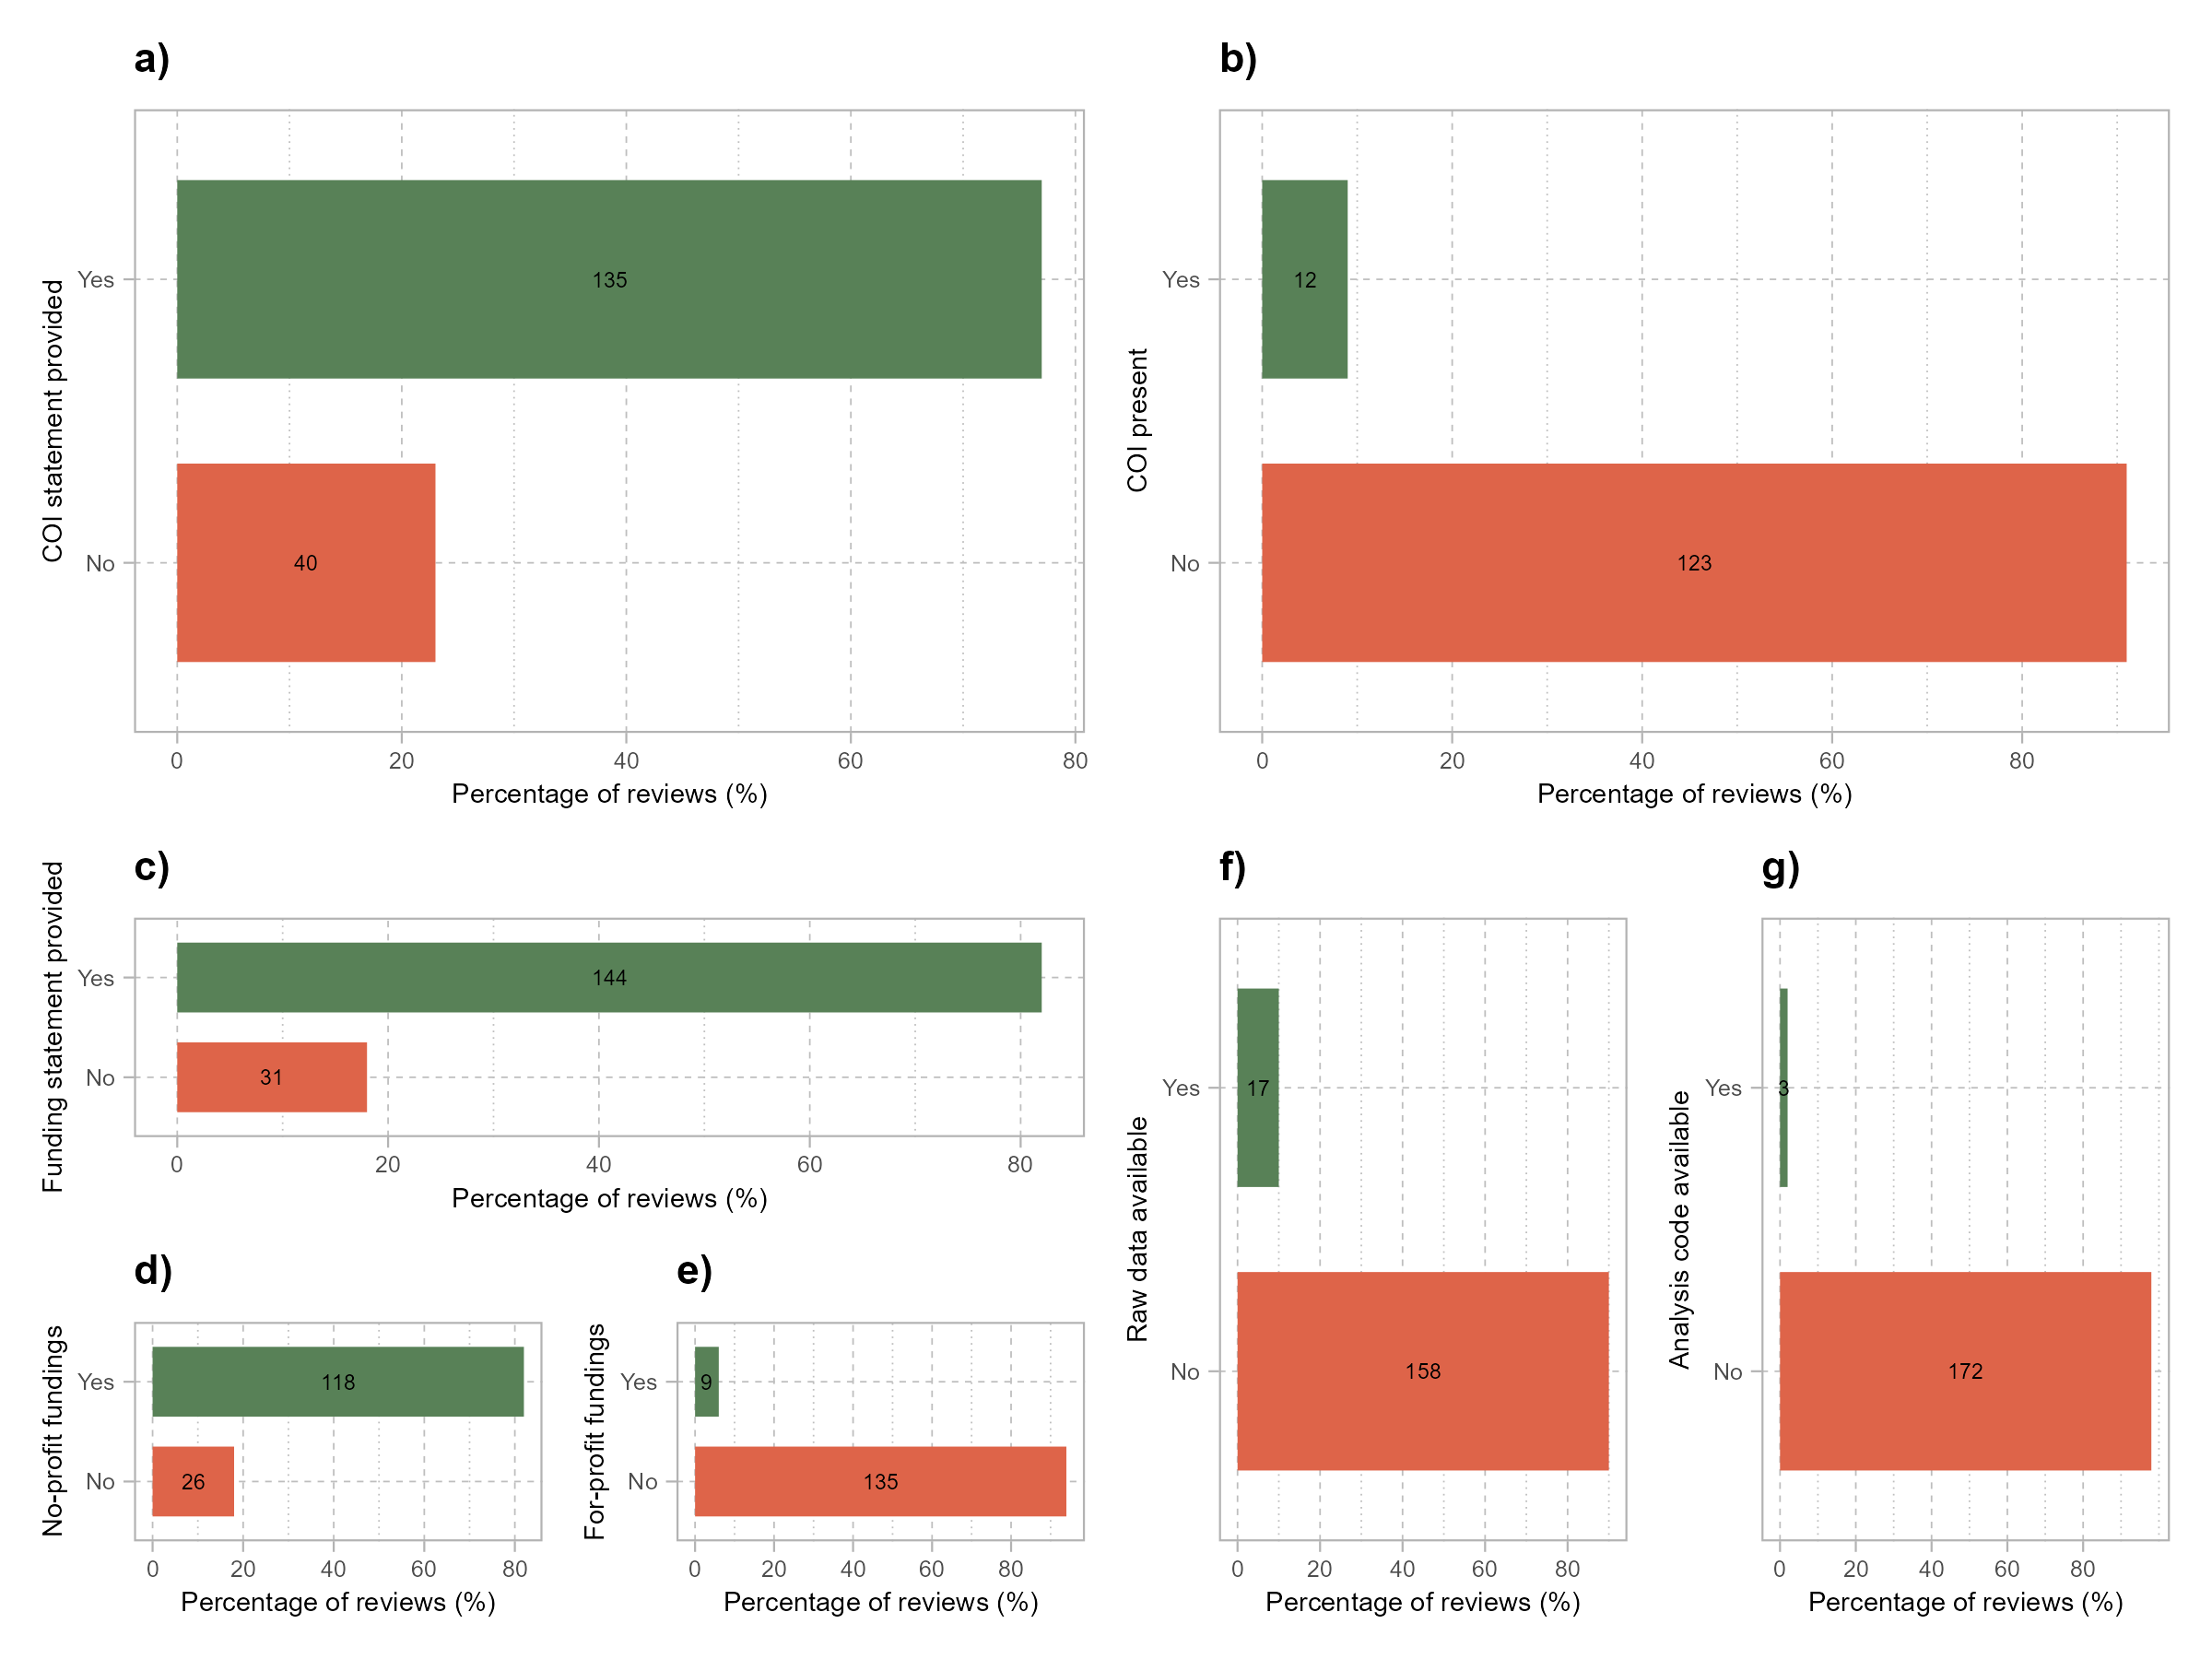 a)
COI statement provided
Yes
135
No
40
0 20 40 60 80
Percentage of reviews (%)
b)
COI present
Yes
12
No
123
0 20 40 60 80
Percentage of reviews (%)
c)
Funding statement provided
Yes
144
No
31
0 20 40 60 80
Percentage of reviews (%)
d)
No-profit fundings
Yes
118
No
26
0 20 40 60 80
Percentage of reviews (%)
e)
For-profit fundings
Yes
9
No
135
0 20 40 60 80
Percentage of reviews (%)
f)
Raw data available
Yes
17
No
158
0 20 40 60 80
Percentage of reviews (%)
g)
Analysis code available
Yes
3
No
172
0 20 40 60 80
Percentage of reviews (%)